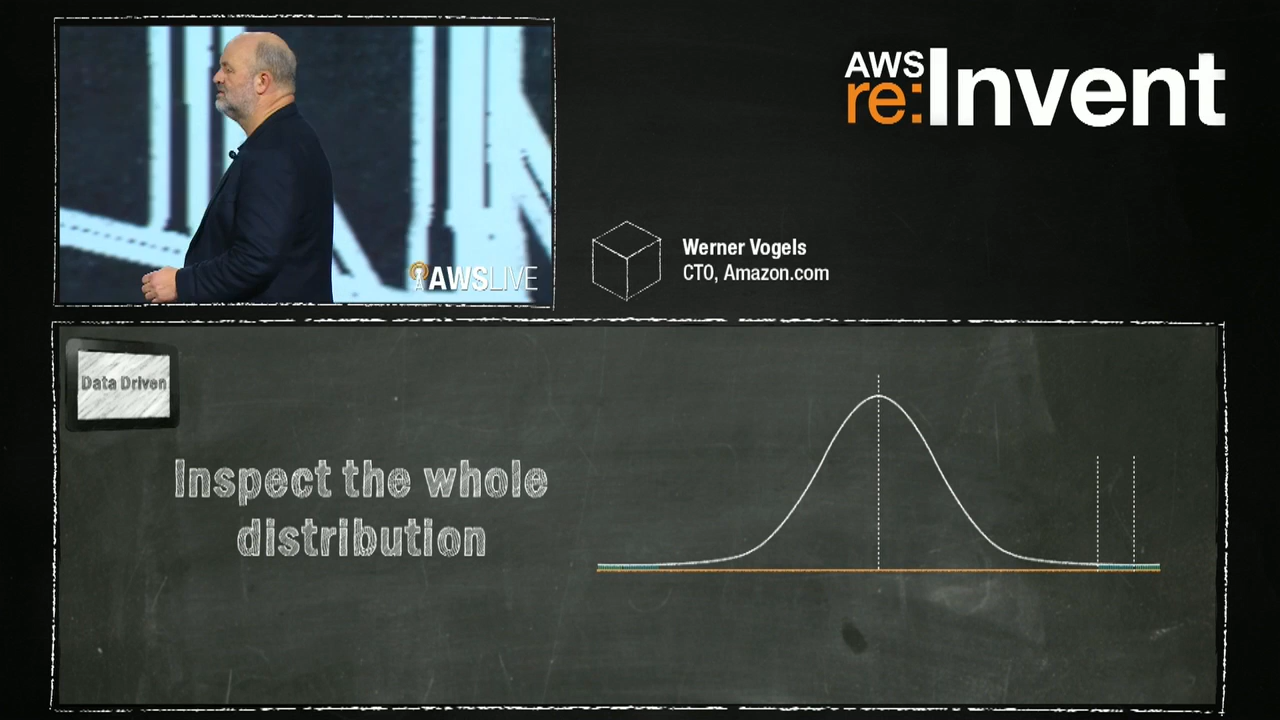 AWS
re:Invent
AWSLIVE
Werner Vogels
CTO, Amazon.com
Data Driven
Inspect the whole
distribution